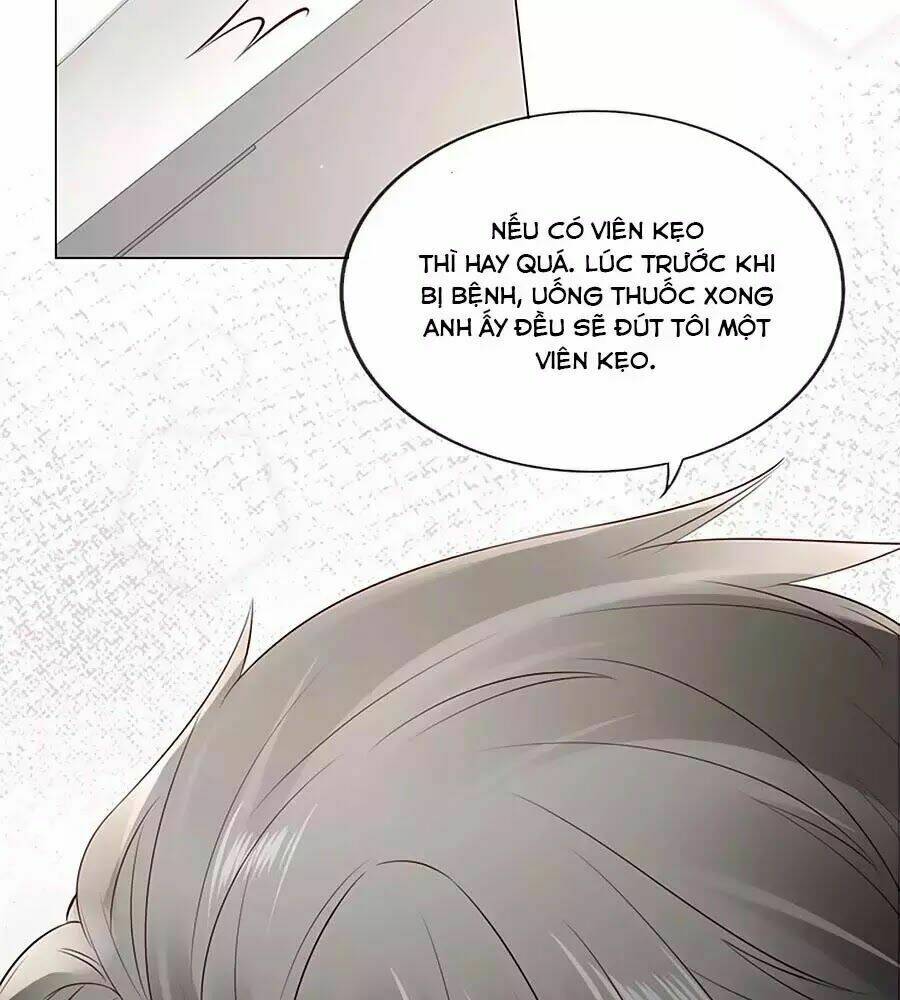 NẾU CÓ VIÊN KẸO
THÌ HAY QUÁ. LÚC TRƯỚC KHI
BỊ BỆNH, UỐNG THUỐC XONG
ANH ẤY ĐỀU SẼ ĐÚT TÔI MỘT
VIÊN KẸO.